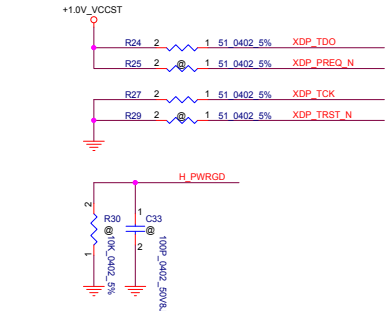 +1.0V_VCCST
R24 2 1 51_0402_5% XDP_TDO
R25 2 @ 1 51_0402_5% XDP_PREQ_N
R27 2 1 51_0402_5% XDP_TCK
R29 2 @ 1 51_0402_5% XDP_TRST_N
H_PWRGD
2 R30 1 C33
@ @
1 10K_0402_5% 2 100P_0402_50V8